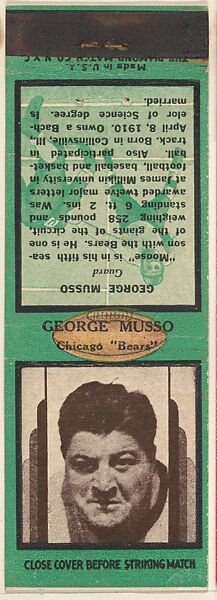 GEORGE MUSSO
Chicago "Bears"
CLOSE COVER BEFORE STRIKING MATCH
GEORGE MUSSO
Guard
"Moose" is in his fifth sea-
son with the Bears. He is one
of the giants of the circuit,
weighing 258 pounds and
standing 6 ft. 2 ins. Was
awarded twelve major letters
at James Millikin university in
football, baseball and basket-
ball. Also participated in
track. Born in Collinsville, Ill.,
April 8, 1910. Owns a Bach-
elor of Science degree. Is
married.
THE DIAMOND MATCH CO. N.Y.C.
Made in U.S.A.